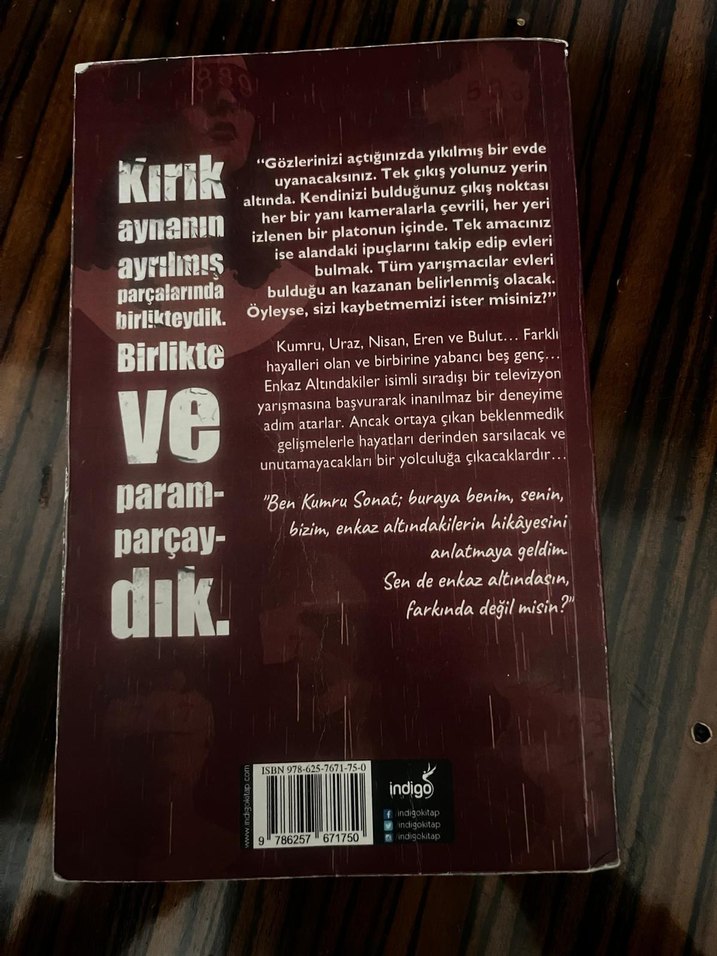 Kırık
aynanın
ayrılmış
parçalarında
birlikteydik.
Birlikte
ve
param-
parçay-
dık.
"Gözlerinizi açtığınızda yıkılmış bir evde
uyanacaksınız. Tek çıkış yolunuz yerin
altında. Kendinizi bulduğunuz çıkış noktası
her bir yanı kameralarla çevrili, her yeri
izlenen bir platonun içinde. Tek amacınız
ise alandaki ipuçlarını takip edip evleri
bulmak. Tüm yarışmacılar evleri
bulduğu an kazanan belirlenmiş olacak.
Öyleyse, sizi kaybetmemizi ister misiniz?"
Kumru, Uraz, Nisan, Eren ve Bulut... Farklı
hayalleri olan ve birbirine yabancı beş genç...
Enkaz Altındakiler isimli sıradışı bir televizyon
yarışmasına başvurarak inanılmaz bir deneyime
adım atarlar. Ancak ortaya çıkan beklenmedik
gelişmelerle hayatları derinden sarsılacak ve
unutamayacakları bir yolculuğa çıkacaklardır...
"Ben Kumru Sonat; buraya benim, senin,
bizim, enkaz altındakilerin hikâyesini
anlatmaya geldim.
Sen de enkaz altındasın,
farkında değil misin?"
www.indigokitap.com
ISBN 978-625-7671-75-0
9 786257 671750
indigo
indigokitap
indigokitap
indigokitap